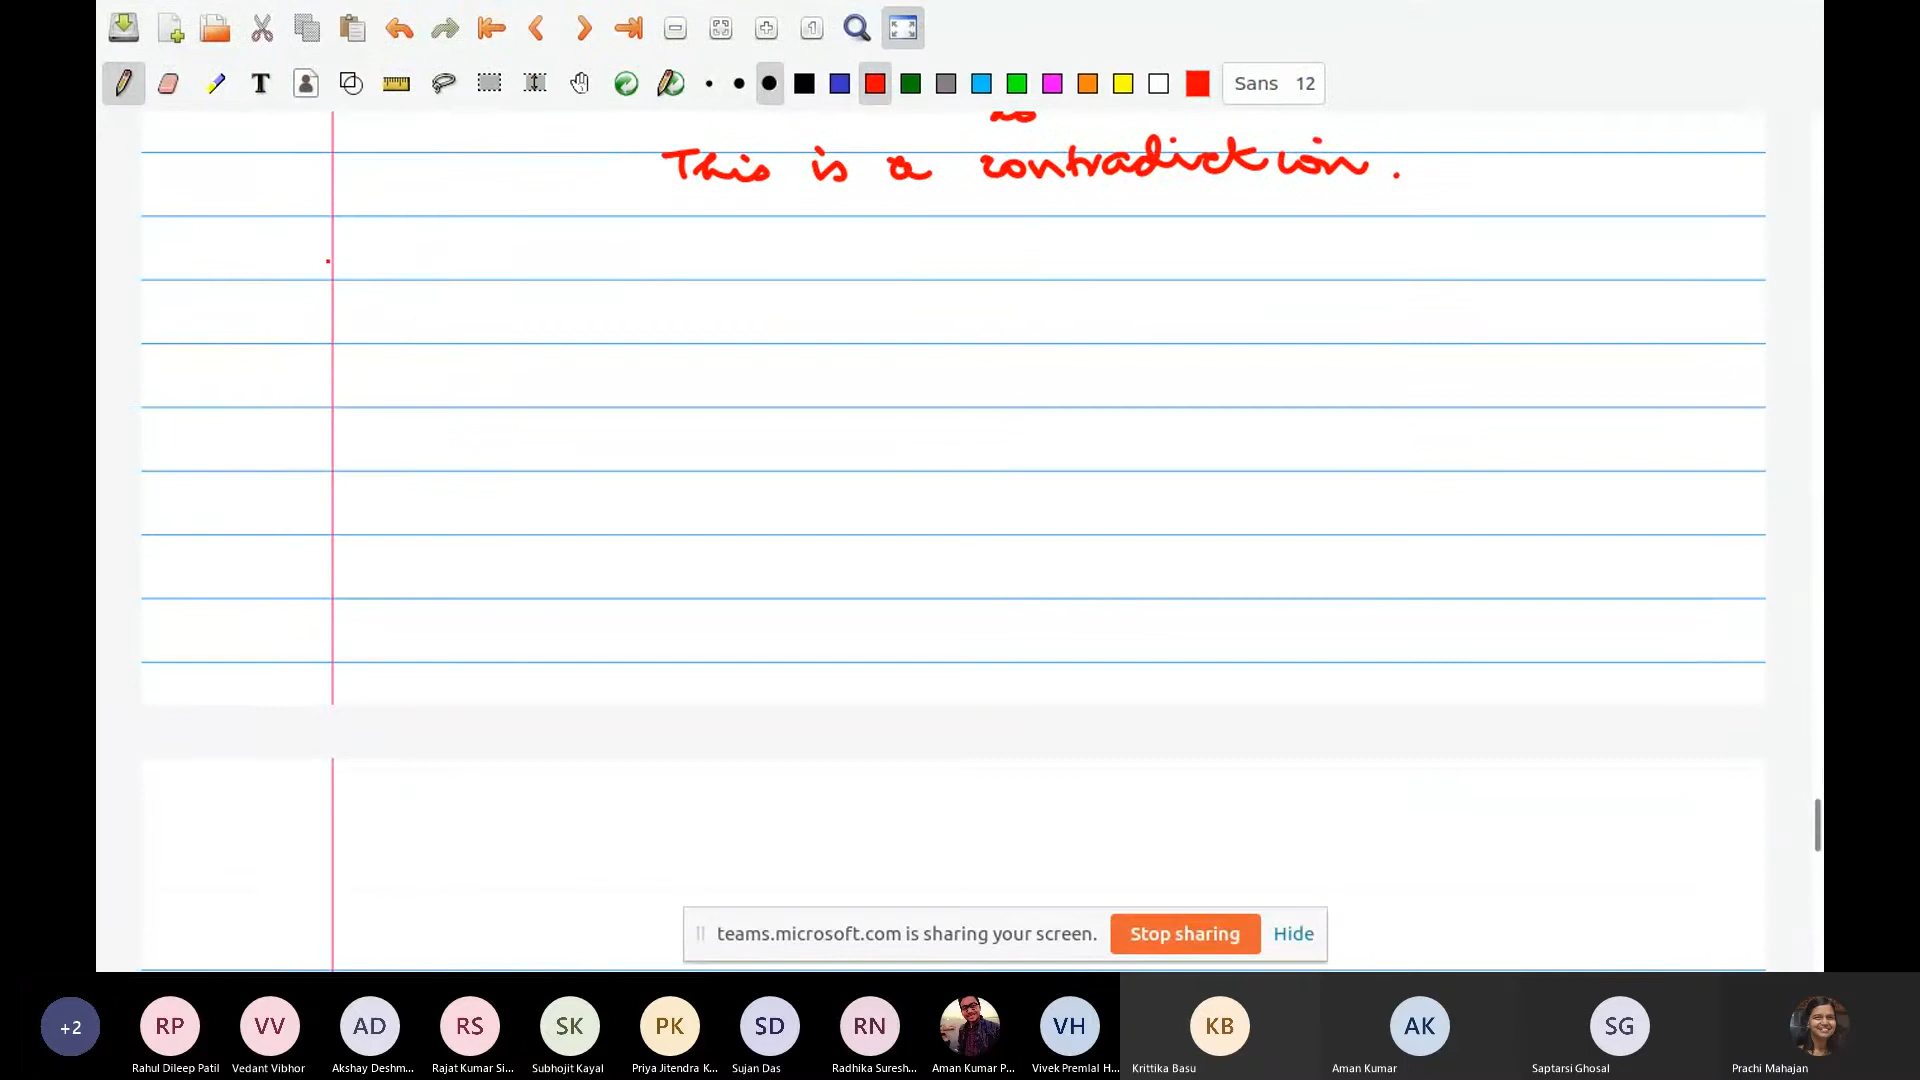 T
Sans 12
This is a contradiction.
teams.microsoft.com is sharing your screen. Stop sharing Hide
+2 RP VV AD RS SK PK SD RN VH KB AK SG
Rahul Dileep Patil Vedant Vibhor Akshay Deshm... Rajat Kumar Si... Subhojit Kayal Priya Jitendra K... Sujan Das Radhika Suresh... Aman Kumar P... Vivek Premlal H... Krittika Basu Aman Kumar Saptarsi Ghosal Prachi Mahajan